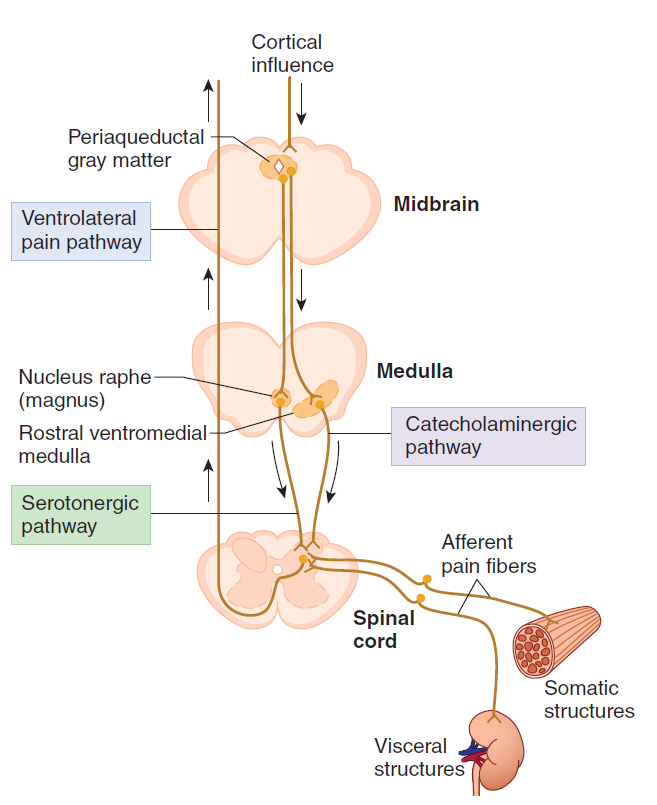 Cortical
influence
Periaqueductal
gray matter
Midbrain
Ventrolateral
pain pathway
Medulla
Nucleus raphe
(magnus)
Rostral ventromedial
medulla
Catecholaminergic
pathway
Serotonergic
pathway
Afferent
pain fibers
Spinal
cord
Somatic
structures
Visceral
structures